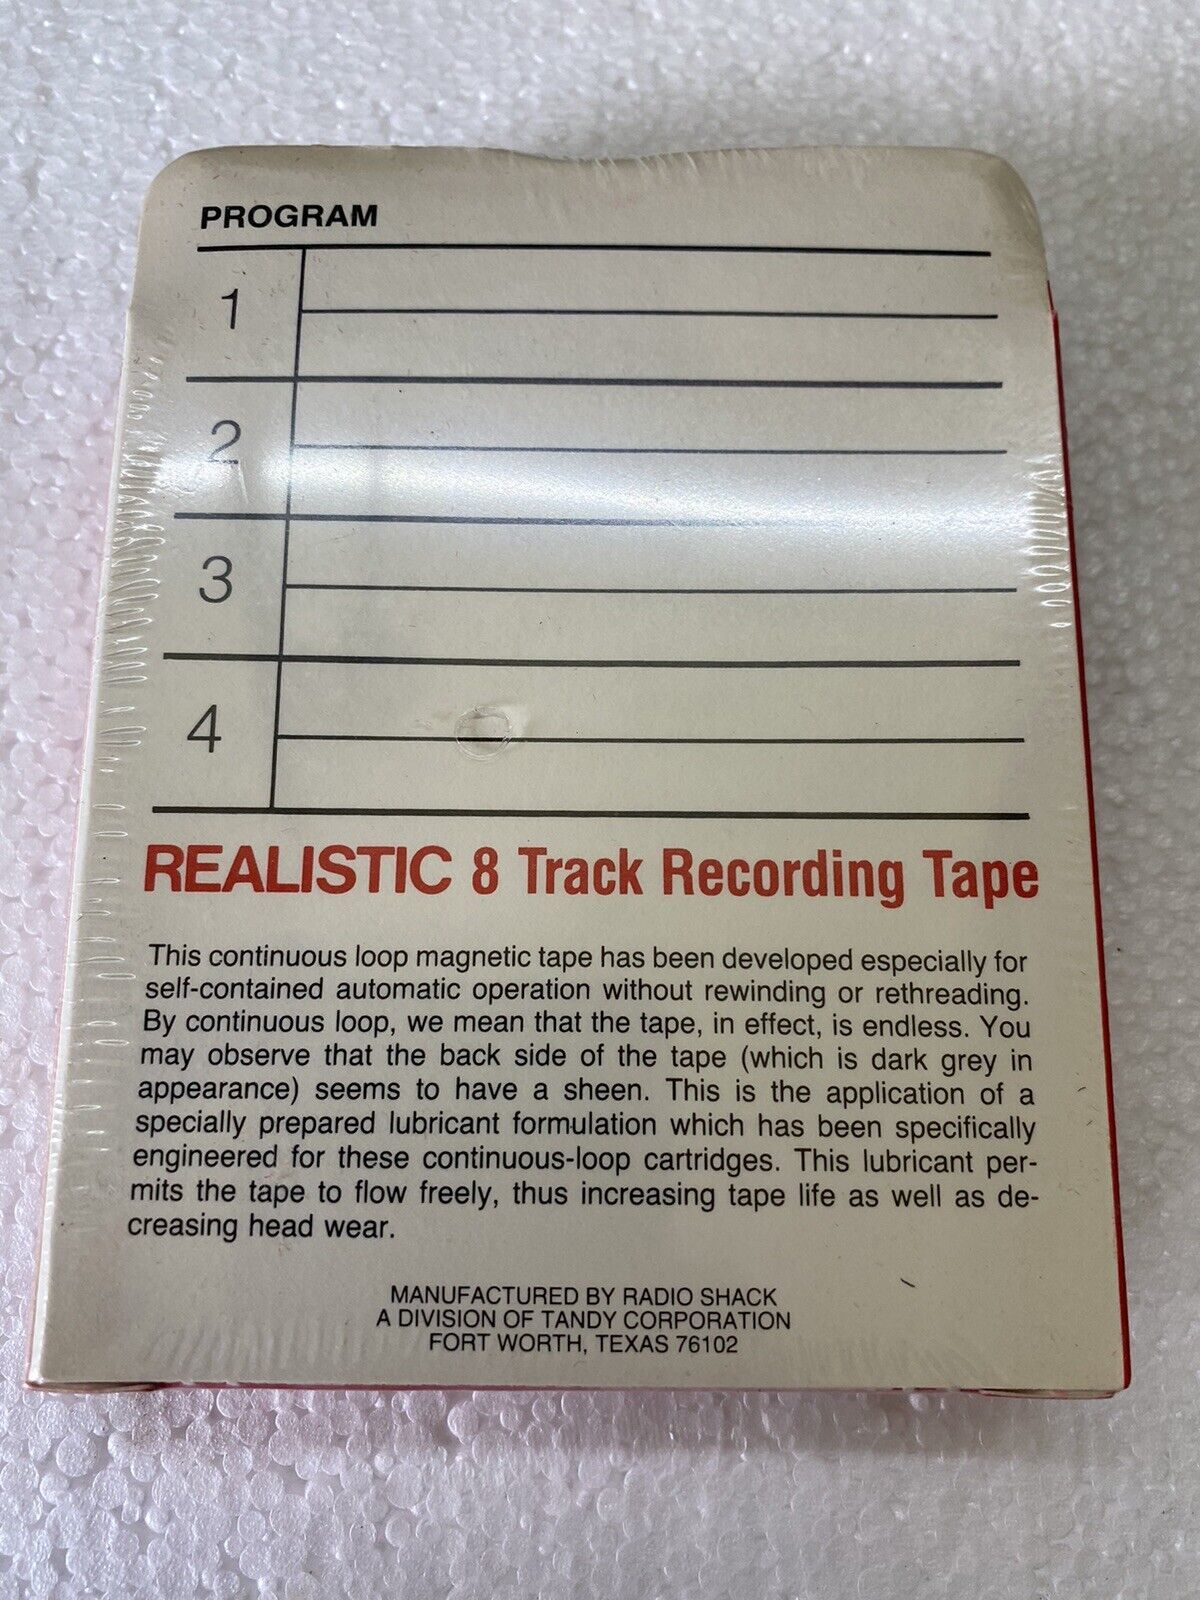 PROGRAM
1
2
3
4
REALISTIC 8 Track Recording Tape
This continuous loop magnetic tape has been developed especially for
self-contained automatic operation without rewinding or rethreading.
By continuous loop, we mean that the tape, in effect, is endless. You
may observe that the back side of the tape (which is dark grey in
appearance) seems to have a sheen. This is the application of a
specially prepared lubricant formulation which has been specifically
engineered for these continuous-loop cartridges. This lubricant per-
mits the tape to flow freely, thus increasing tape life as well as de-
creasing head wear.
MANUFACTURED BY RADIO SHACK
A DIVISION OF TANDY CORPORATION
FORT WORTH, TEXAS 76102